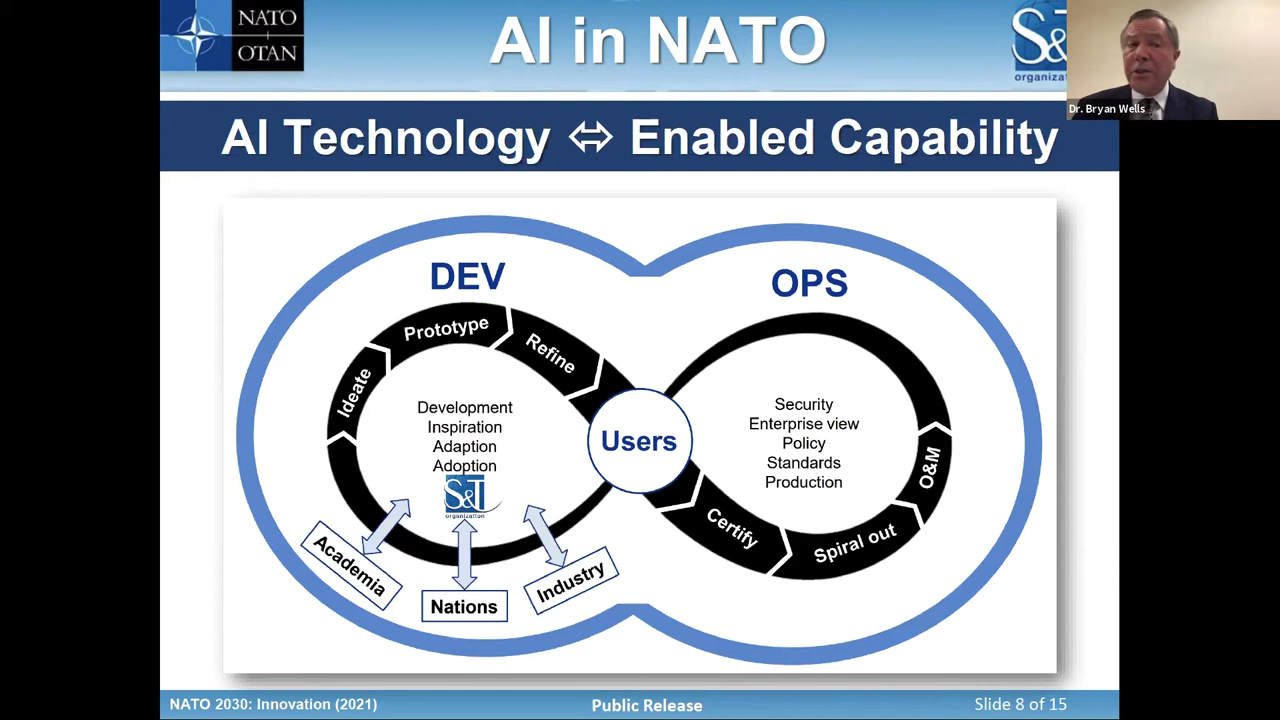 NATO
OTAN
AI in NATO
S&T
organizat
Dr. Bryan Wells
AI Technology ⬄ Enabled Capability
DEV
OPS
Ideate
Prototype
Refine
Users
Development
Inspiration
Adaption
Adoption
S&T
organization
Security
Enterprise view
Policy
Standards
Production
Certify
Spiral out
O&M
Academia
Nations
Industry
NATO 2030: Innovation (2021)
Public Release
Slide 8 of 15